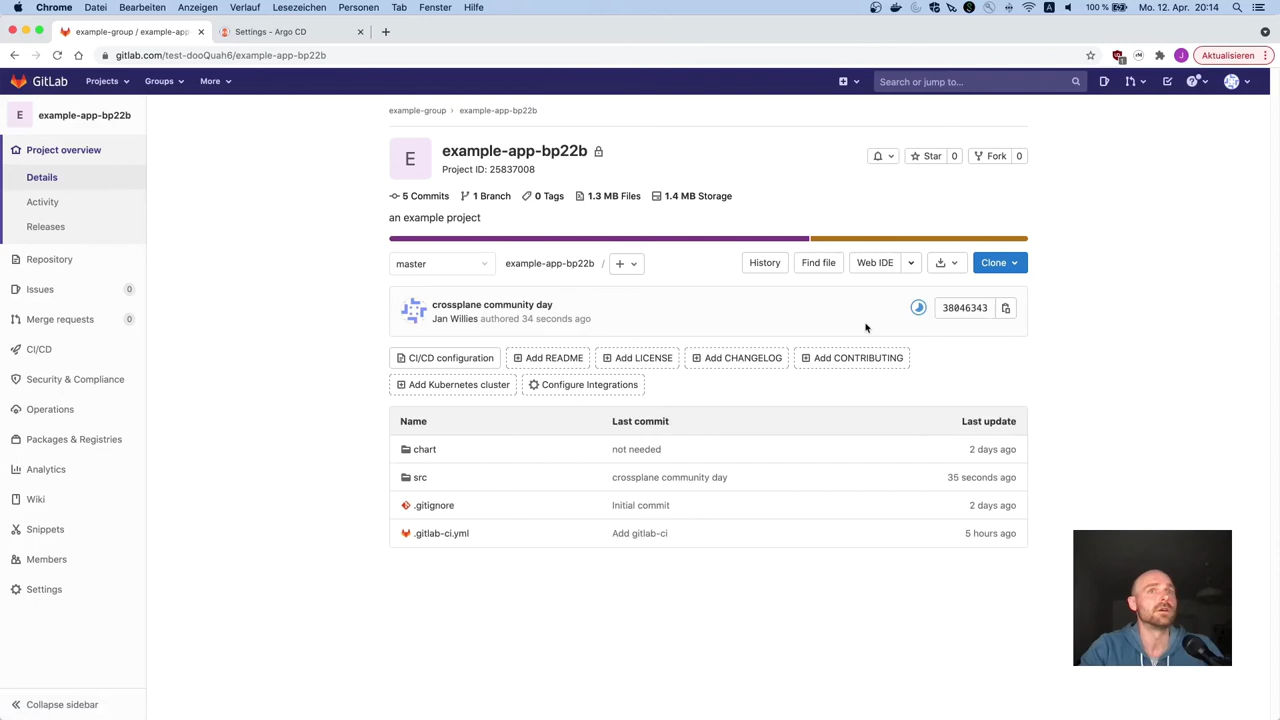 Chrome Datei Bearbeiten Ansicht Verlauf Lesezeichen Personen Tab Fenster Hilfe 100 % Mo. 12. Apr. 20:14
example-group / example-app
Settings - Argo CD
gitlab.com/test-dooQuah6/example-app-bp22b
Aktualisieren
GitLab Projects Groups More Search or jump to...
E example-app-bp22b
Project overview
Details
Activity
Releases
Repository
Issues 0
Merge requests 0
CI/CD
Security & Compliance
Operations
Packages & Registries
Analytics
Wiki
Snippets
Members
Settings
Collapse sidebar
example-group › example-app-bp22b
E
example-app-bp22b
Project ID: 25837008
Star 0 Fork 0
5 Commits 1 Branch 0 Tags 1.3 MB Files 1.4 MB Storage
an example project
master example-app-bp22b / + History Find file Web IDE Clone
crossplane community day
Jan Willies authored 34 seconds ago
38046343
CI/CD configuration Add README Add LICENSE Add CHANGELOG Add CONTRIBUTING
Add Kubernetes cluster Configure Integrations
Name Last commit Last update
chart not needed 2 days ago
src crossplane community day 35 seconds ago
.gitignore Initial commit 2 days ago
.gitlab-ci.yml Add gitlab-ci 5 hours ago